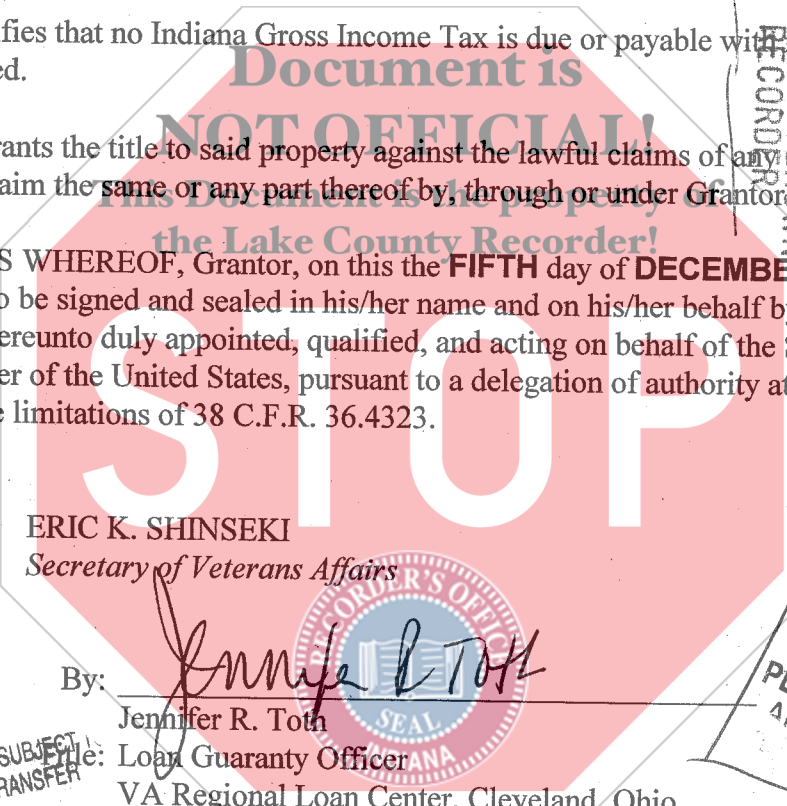 fies that no Indiana Gross Income Tax is due or payable with
ed.
Document is
NOT OFFICIAL!
rants the title to said property against the lawful claims of any
aim the same or any part thereof by, through or under Grantor
This Document is the property of
the Lake County Recorder!
S WHEREOF, Grantor, on this the FIFTH day of DECEMBE
o be signed and sealed in his/her name and on his/her behalf by
ereunto duly appointed, qualified, and acting on behalf of the S
er of the United States, pursuant to a delegation of authority at
e limitations of 38 C.F.R. 36.4323.
STOP
RECORDER
ERIC K. SHINSEKI
Secretary of Veterans Affairs
RECORDER'S OFFICE
SEAL
INDIANA
By: Jennifer R Toth
Jennifer R. Toth
Title: Loan Guaranty Officer
VA Regional Loan Center, Cleveland, Ohio
SUBJECT
RANSFER